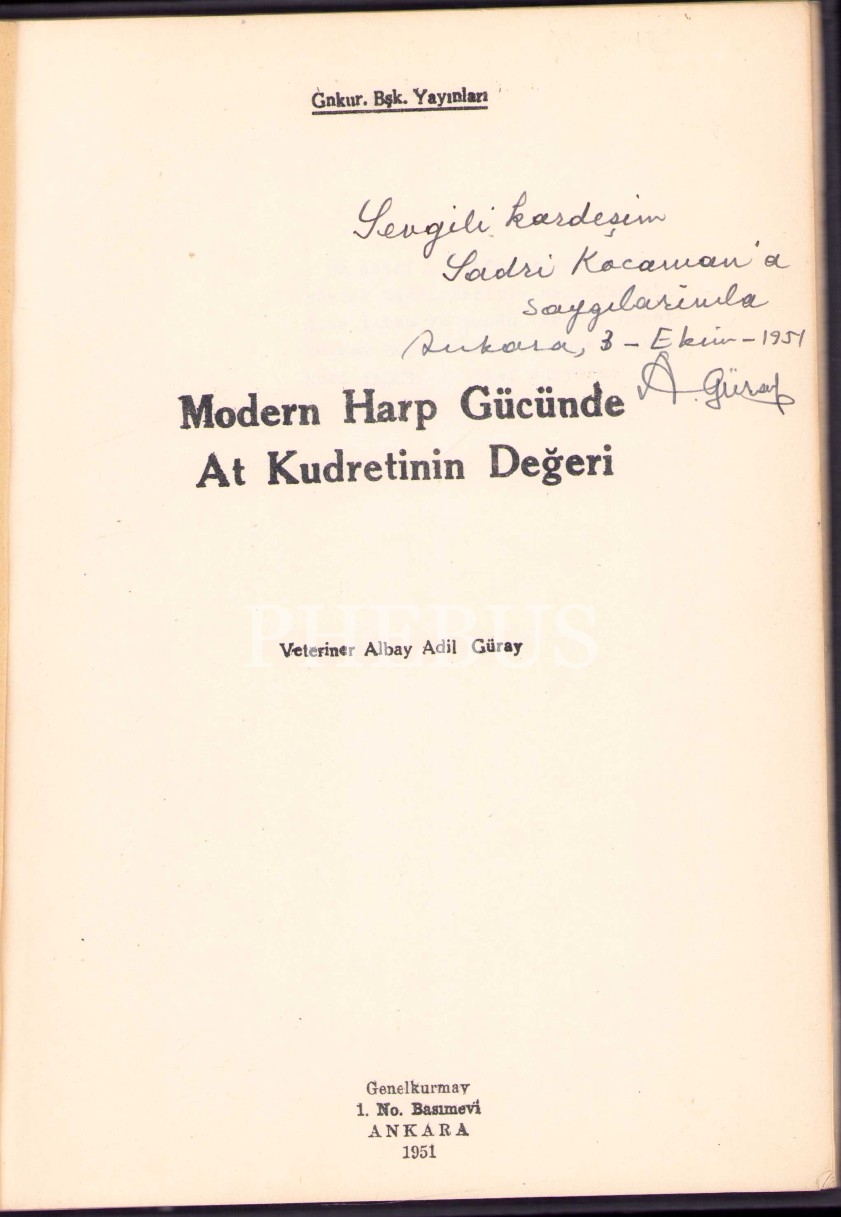 Gnkur. Bşk. Yayınları
Sevgili kardeşim
Sadri Kocaman'a
saygılarımla
Ankara, 3 - Ekim - 1951
A. Güray
Modern Harp Gücünde
At Kudretinin Değeri
PHEBUS
Veteriner Albay Adil Güray
Genelkurmay
1. No. Basımevi
ANKARA
1951